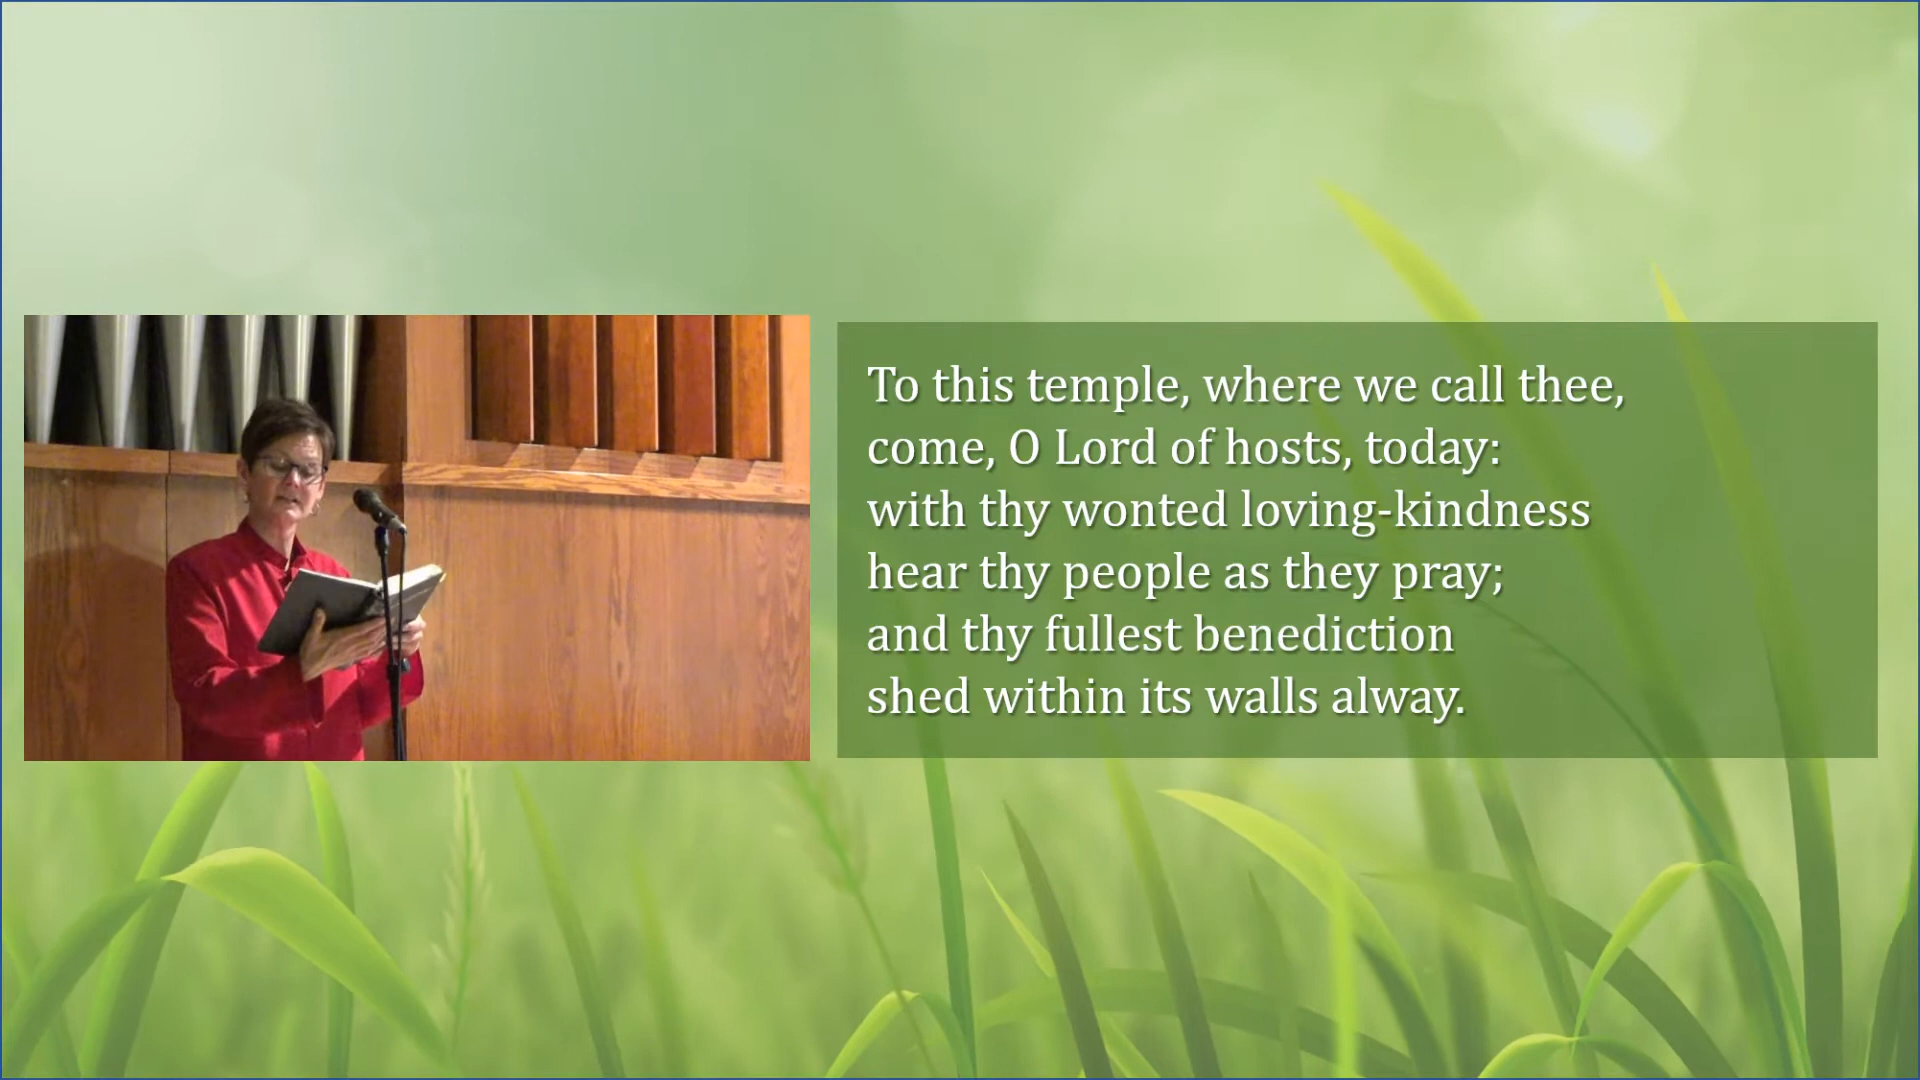 To this temple, where we call thee,
come, O Lord of hosts, today:
with thy wonted loving-kindness
hear thy people as they pray;
and thy fullest benediction
shed within its walls alway.